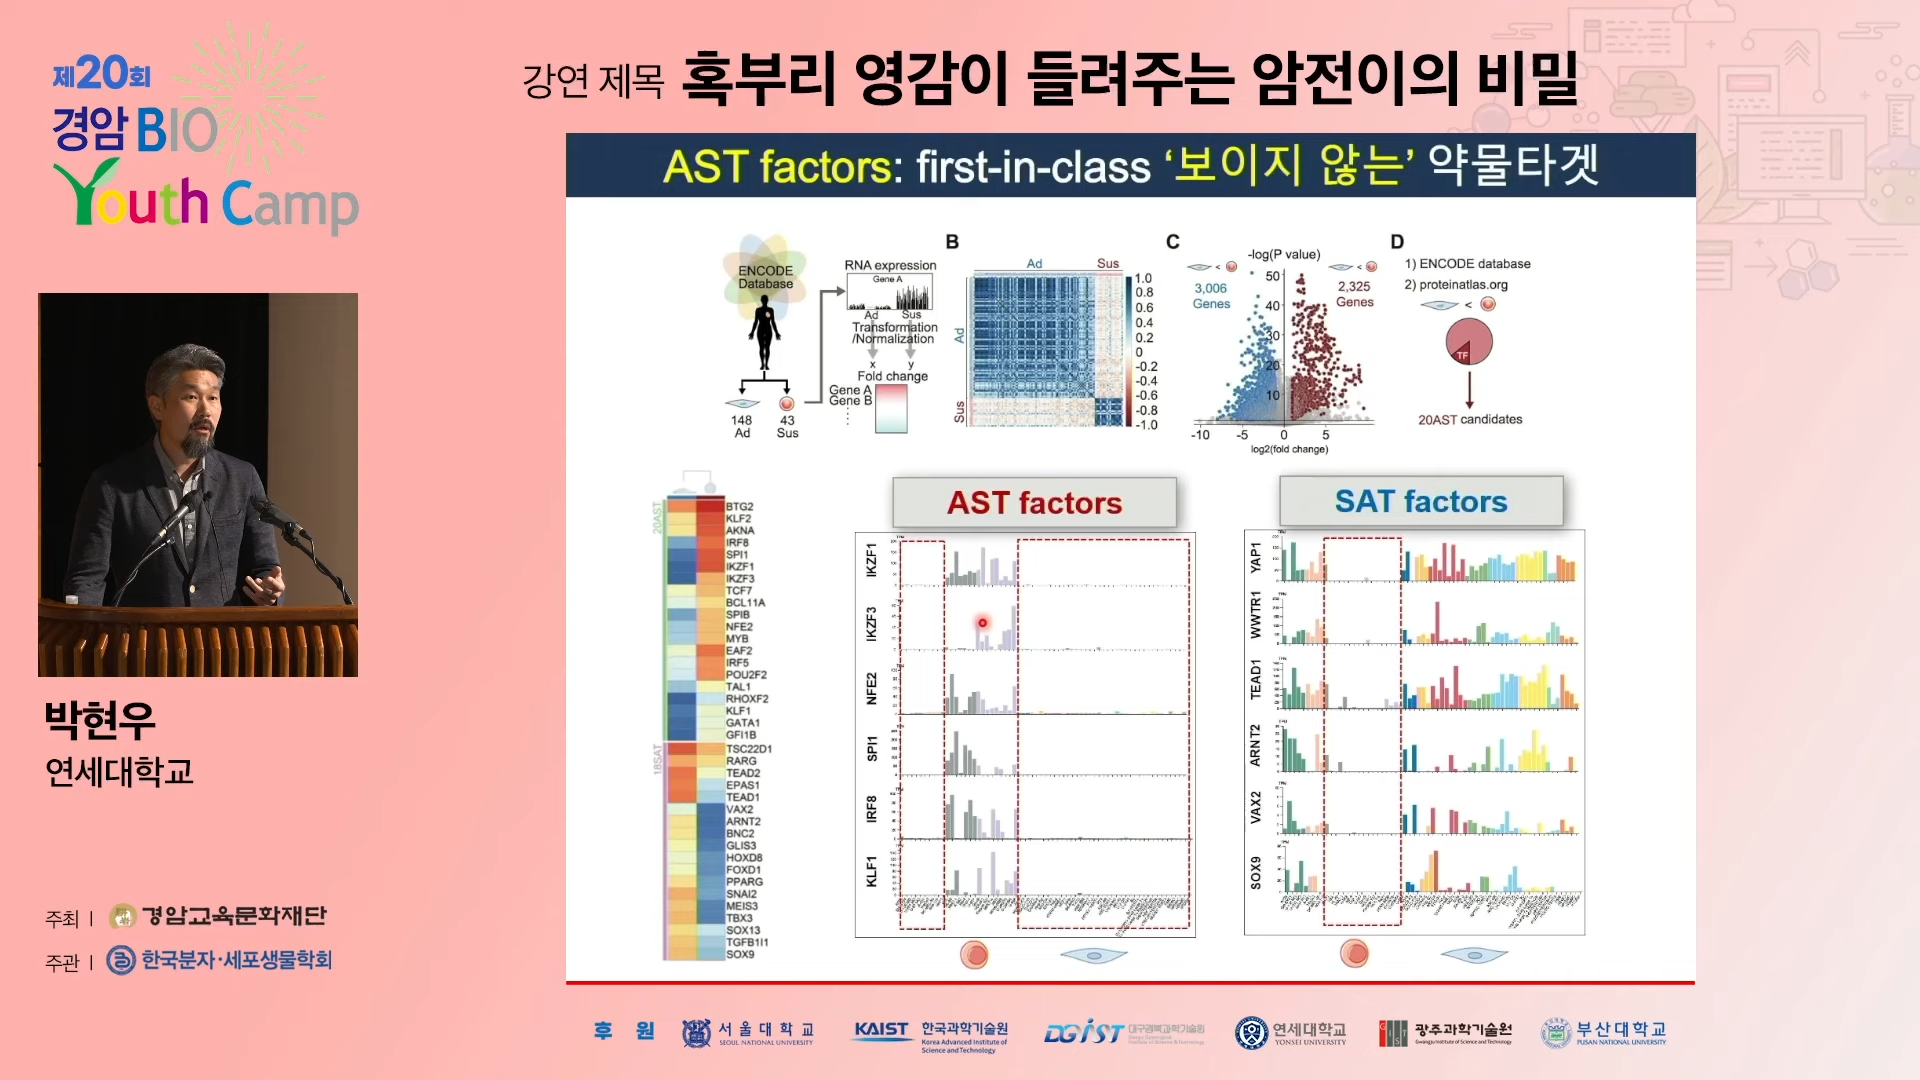 제20회
경암 BIO
Youth Camp
강연 제목 혹부리 영감이 들려주는 암전이의 비밀
AST factors: first-in-class ‘보이지 않는’ 약물타겟
ENCODE
Database
148
Ad
43
Sus
RNA expression
Gene A
Ad
Sus
Transformation
/Normalization
x
y
Fold change
Gene A
Gene B
B
Ad
Sus
Ad
Sus
1.0
0.8
0.6
0.4
0.2
0
-0.2
-0.4
-0.6
-0.8
-1.0
C
-log(P value)
<
<
3,006
Genes
2,325
Genes
50
40
30
20
10
-10
-5
0
5
log2(fold change)
D
1) ENCODE database
2) proteinatlas.org
<
TF
20AST candidates
20AST
BTG2
KLF2
AKNA
IRF8
SPI1
IKZF1
IKZF3
TCF7
BCL11A
SPIB
NFE2
MYB
EAF2
IRF5
POU2F2
TAL1
RHOXF2
KLF1
GATA1
GFI1B
18SAT
TSC22D1
RARG
TEAD2
EPAS1
TEAD1
VAX2
ARNT2
BNC2
GLIS3
HOXD8
FOXD1
PPARG
SNAI2
MEIS3
TBX3
SOX13
TGFB1I1
SOX9
AST factors
IKZF1
IKZF3
NFE2
SPI1
IRF8
KLF1
SAT factors
YAP1
WWTR1
TEAD1
ARNT2
VAX2
SOX9
박현우
연세대학교
주최 | 경암교육문화재단
주관 | 한국분자·세포생물학회
후 원
서울대학교
SEOUL NATIONAL UNIVERSITY
KAIST 한국과학기술원
Korea Advanced Institute of
Science and Technology
DGIST 대구경북과학기술원
연세대학교
YONSEI UNIVERSITY
GIST 광주과학기술원
Gwangju Institute of Science and Technology
부산대학교
PUSAN NATIONAL UNIVERSITY